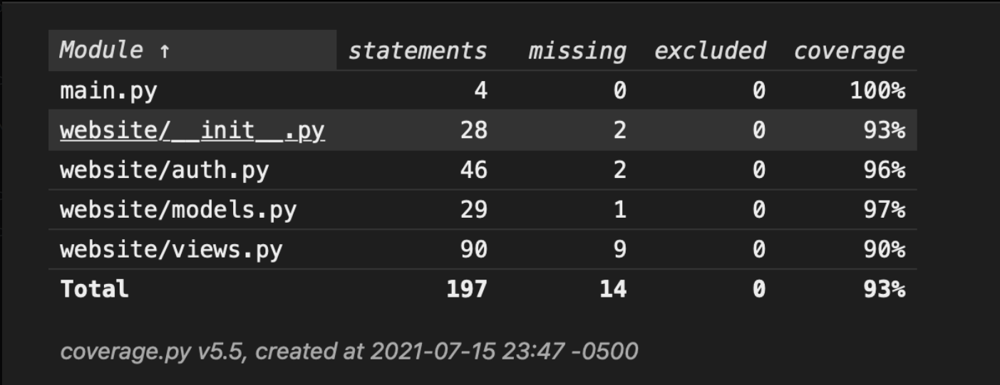 Module ↑ statements missing excluded coverage
main.py 4 0 0 100%
website/__init__.py 28 2 0 93%
website/auth.py 46 2 0 96%
website/models.py 29 1 0 97%
website/views.py 90 9 0 90%
Total 197 14 0 93%
coverage.py v5.5, created at 2021-07-15 23:47 -0500